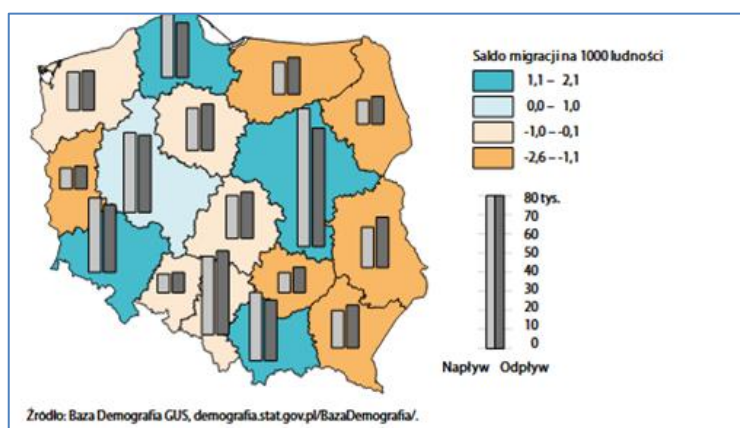 Saldo migracji na 1000 ludności
1,1 – 2,1
0,0 – 1,0
-1,0 – -0,1
-2,6 – -1,1
80 tys.
70
60
50
40
30
20
10
0
Napływ Odpływ
Źródło: Baza Demografia GUS, demografia.stat.gov.pl/BazaDemografia/.